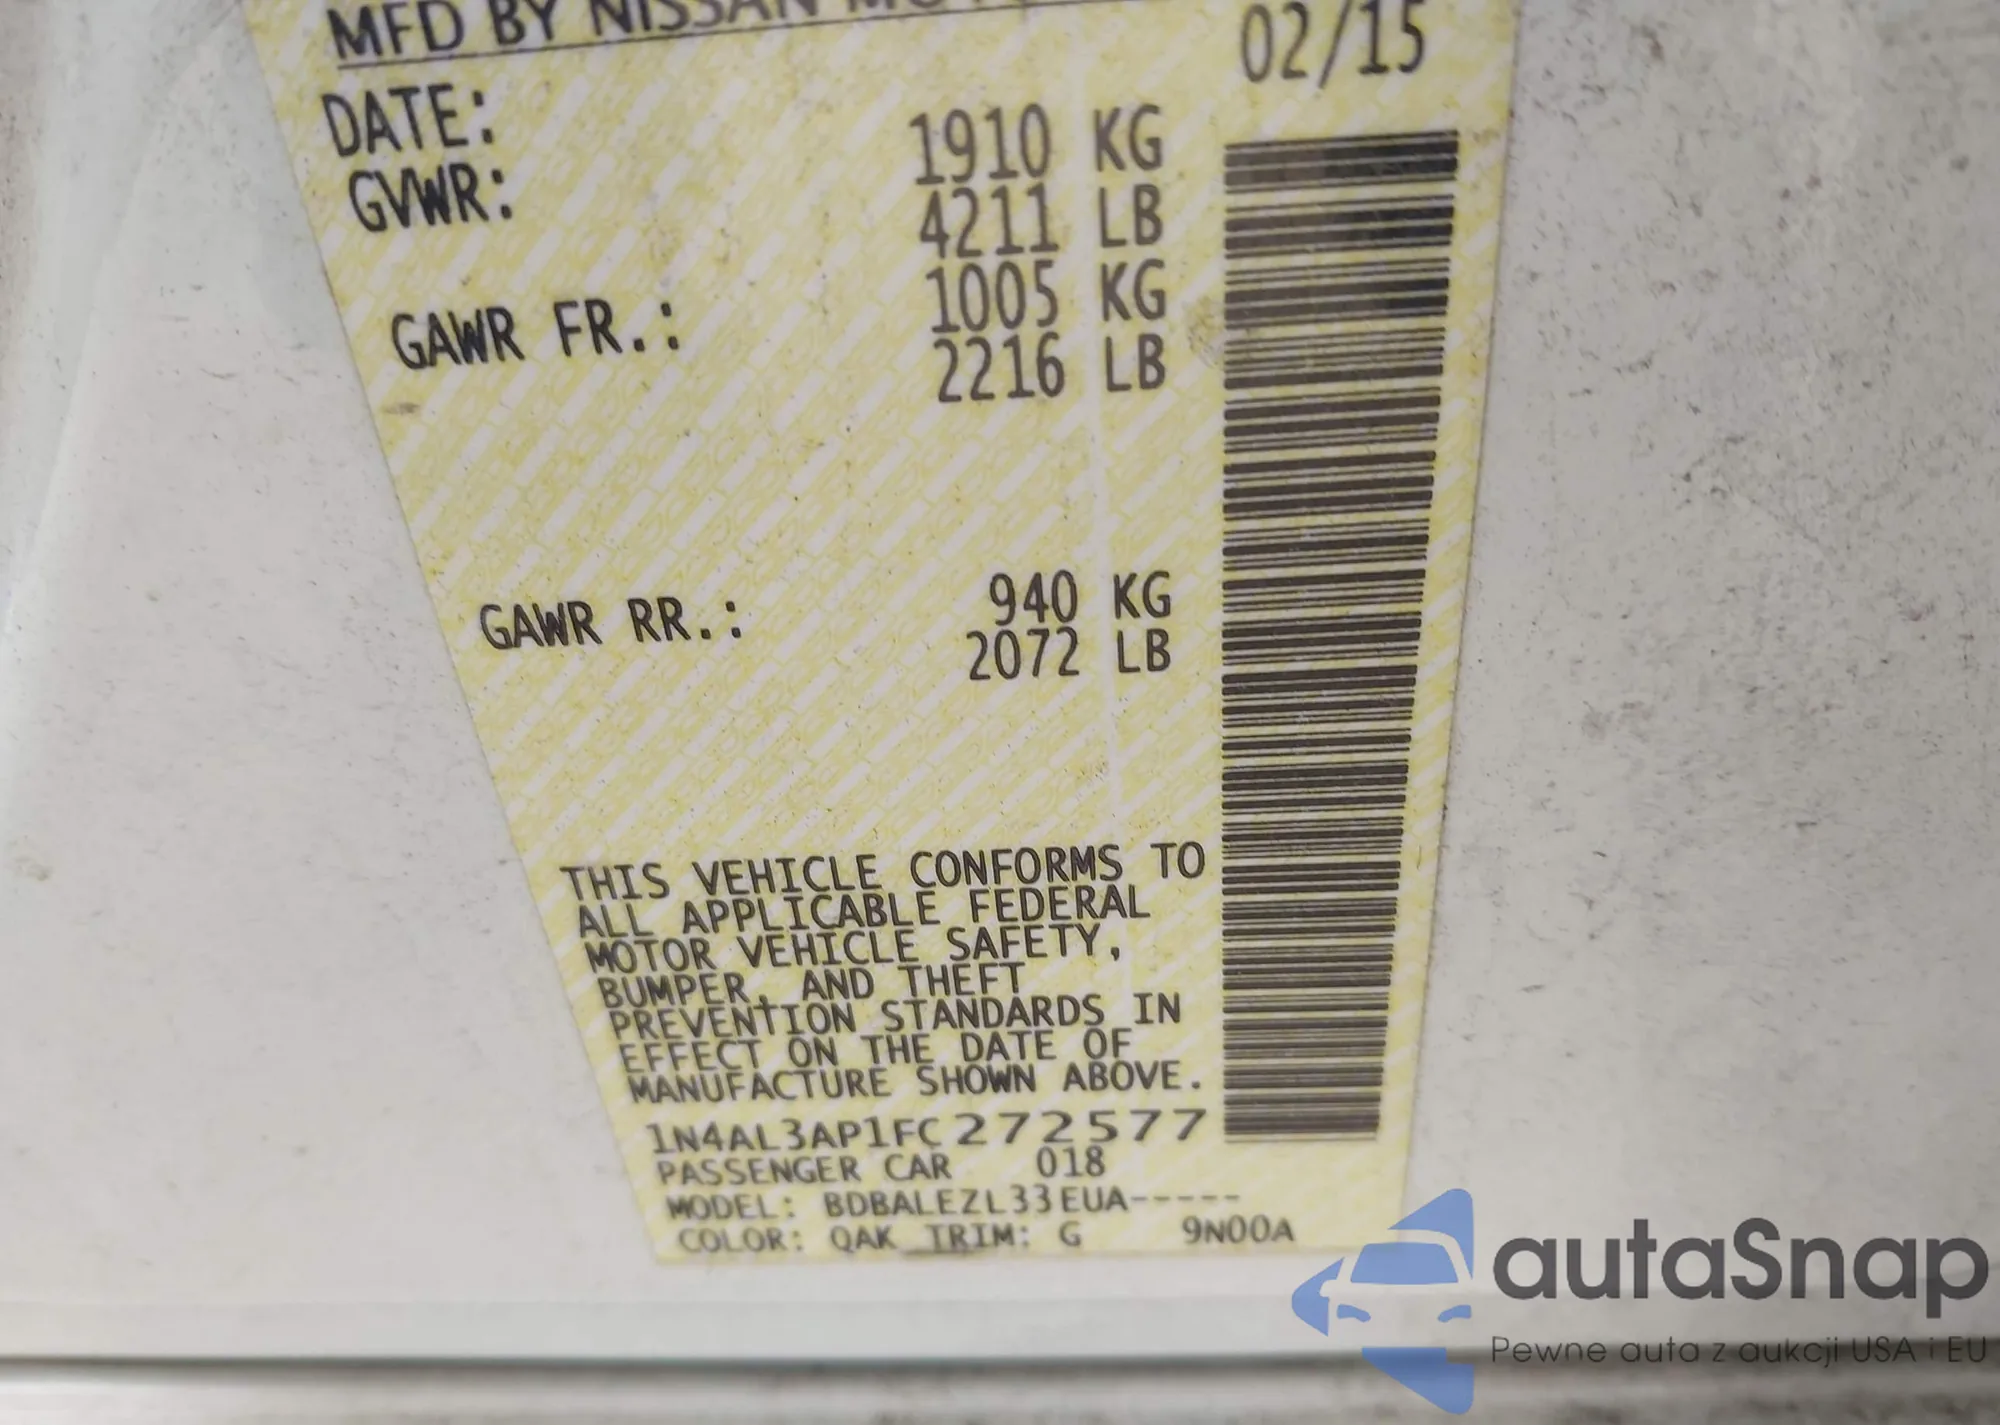 MFD BY NISSAN
DATE: 02/15
GVWR: 1910 KG
4211 LB
GAWR FR.: 1005 KG
2216 LB
GAWR RR.: 940 KG
2072 LB
THIS VEHICLE CONFORMS TO
ALL APPLICABLE FEDERAL
MOTOR VEHICLE SAFETY,
BUMPER, AND THEFT
PREVENTION STANDARDS IN
EFFECT ON THE DATE OF
MANUFACTURE SHOWN ABOVE.
1N4AL3AP1FC272577
PASSENGER CAR 018
MODEL: BDBALEZL33EUA-----
COLOR: QAK TRIM: G 9N00A
autaSnap
Pewne auta z aukcji USA i EU